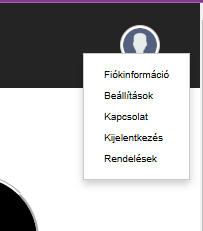 Fiókinformáció
Beállítások
Kapcsolat
Kijelentkezés
Rendelések